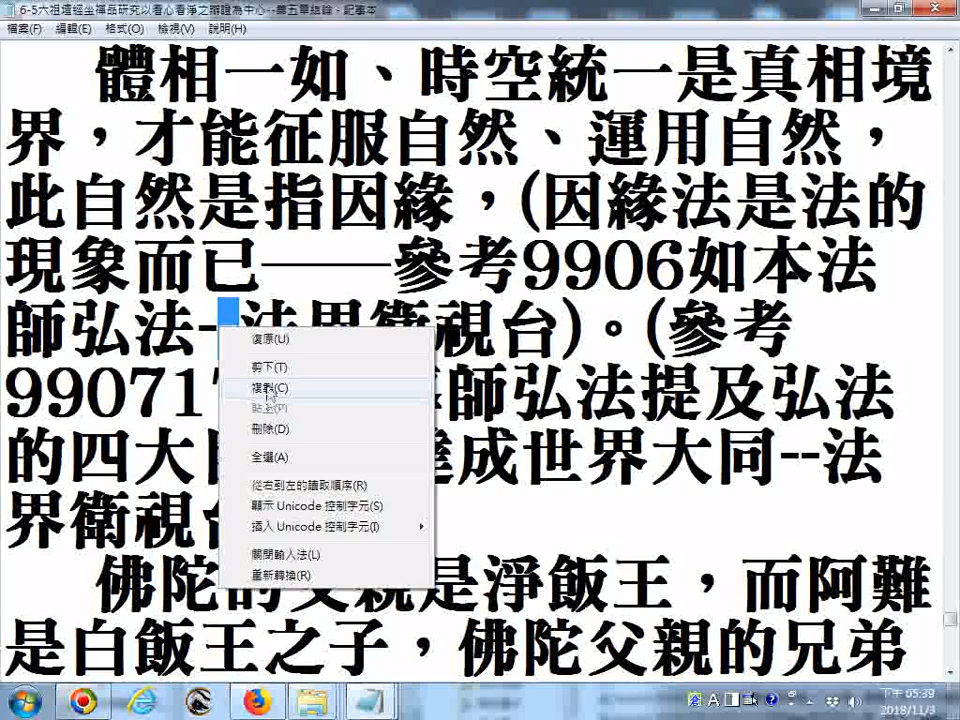 6-5六祖壇經坐禪品研究以看心看淨之辯證為中心--第五章結論 - 記事本
檔案(F) 編輯(E) 格式(O) 檢視(V) 說明(H)
體相一如、時空統一是真相境
界，才能征服自然、運用自然，
此自然是指因緣，(因緣法是法的
現象而已——參考9906如本法
師弘法--法界衛視台)。(參考
99071 師弘法提及弘法
的四大 達成世界大同--法
界衛視
佛陀的父親是淨飯王，而阿難
是白飯王之子，佛陀父親的兄弟
復原(U)
剪下(T)
複製(C)
貼上(P)
刪除(D)
全選(A)
從右到左的讀取順序(R)
顯示 Unicode 控制字元(S)
插入 Unicode 控制字元(I)
關閉輸入法(L)
重新轉換(R)
下午 05:39
2018/11/3